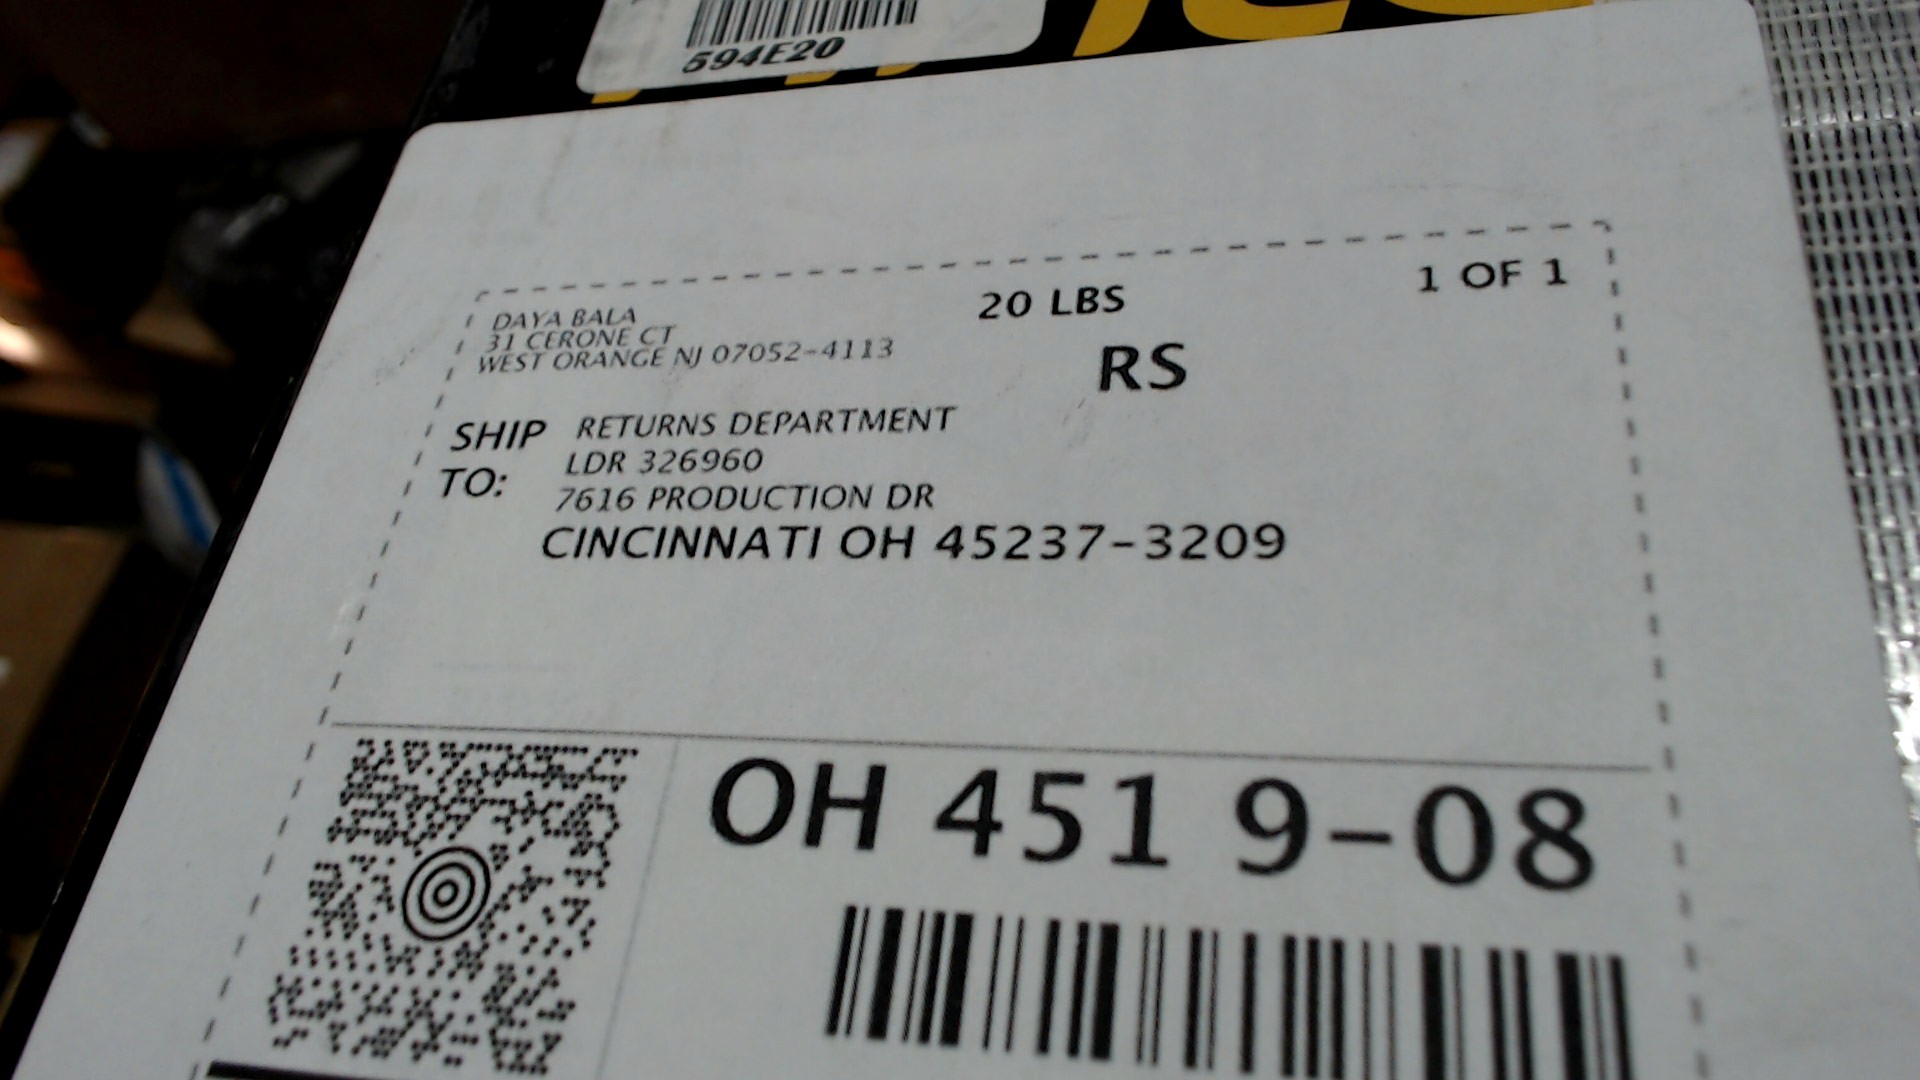 594E20
DAYA BALA
31 CERONE CT
WEST ORANGE NJ 07052-4113
20 LBS
1 OF 1
RS
SHIP TO:
RETURNS DEPARTMENT
LDR 326960
7616 PRODUCTION DR
CINCINNATI OH 45237-3209
OH 451 9-08